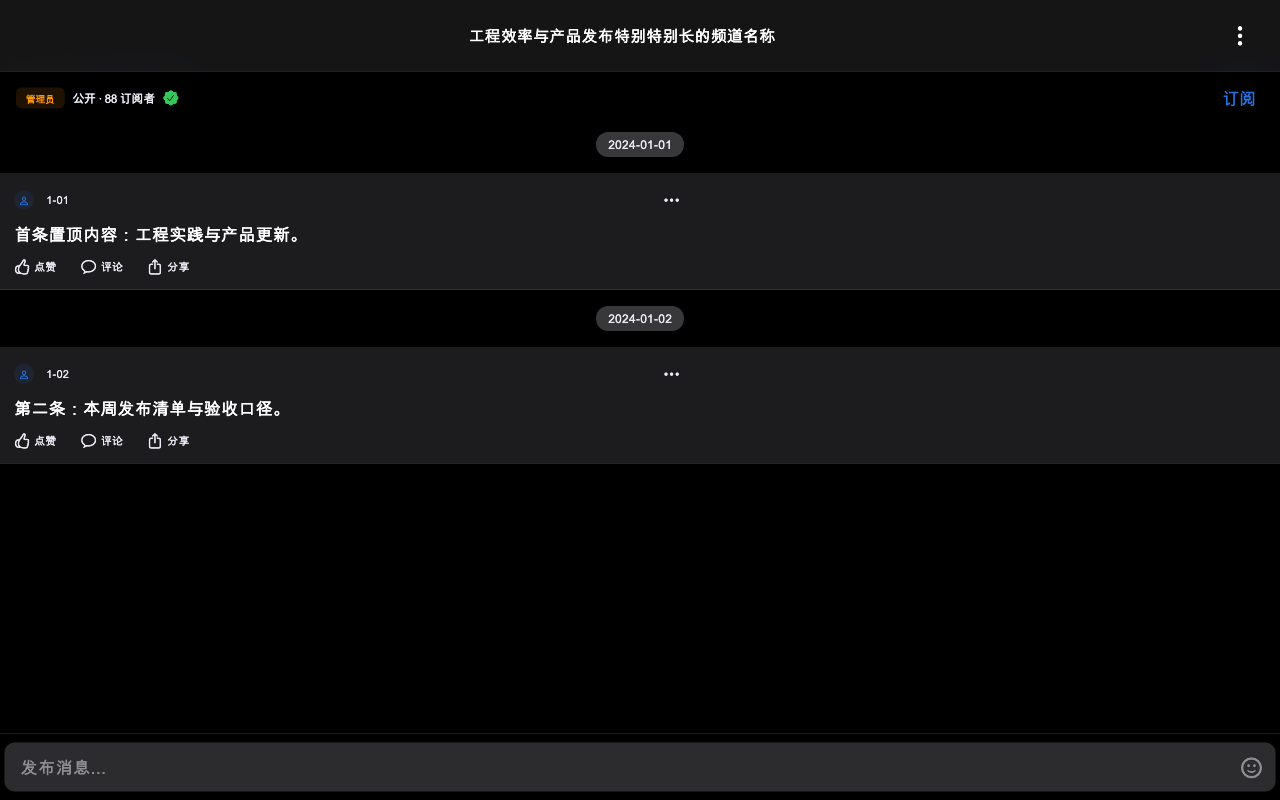 工程效率与产品发布特别特别长的频道名称
管理员 公开 · 88 订阅者 订阅
2024-01-01
1-01
首条置顶内容：工程实践与产品更新。
点赞 评论 分享
2024-01-02
1-02
第二条：本周发布清单与验收口径。
点赞 评论 分享
发布消息...